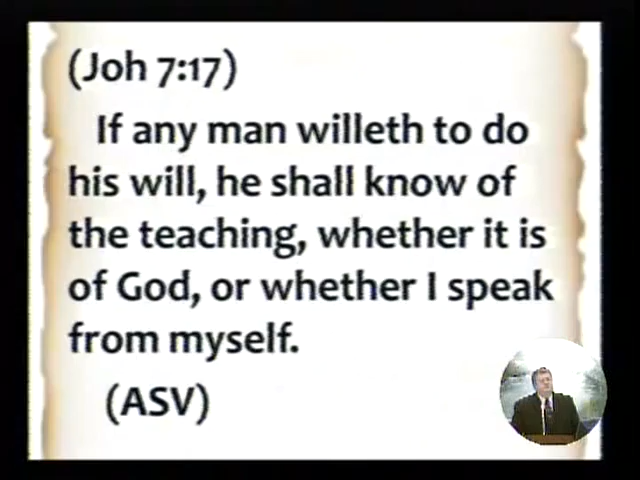 (Joh 7:17)
If any man willeth to do
his will, he shall know of
the teaching, whether it is
of God, or whether I speak
from myself.
(ASV)